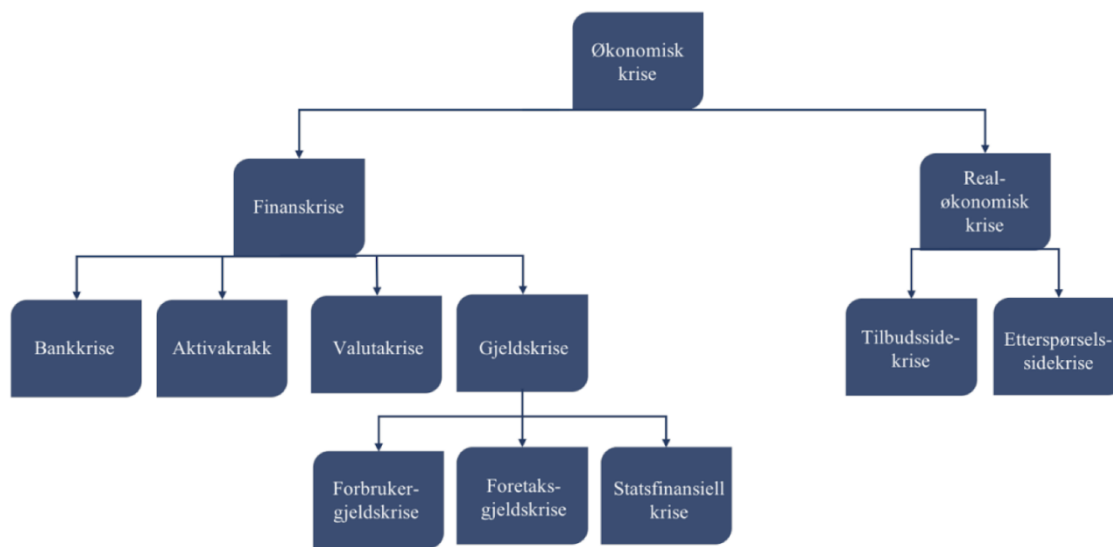 Økonomisk
krise
Finanskrise
Real-
økonomisk
krise
Bankkrise
Aktivakrakk
Valutakrise
Gjeldskrise
Tilbudsside-
krise
Etterspørsels-
sidekrise
Forbruker-
gjeldskrise
Foretaks-
gjeldskrise
Statsfinansiell
krise